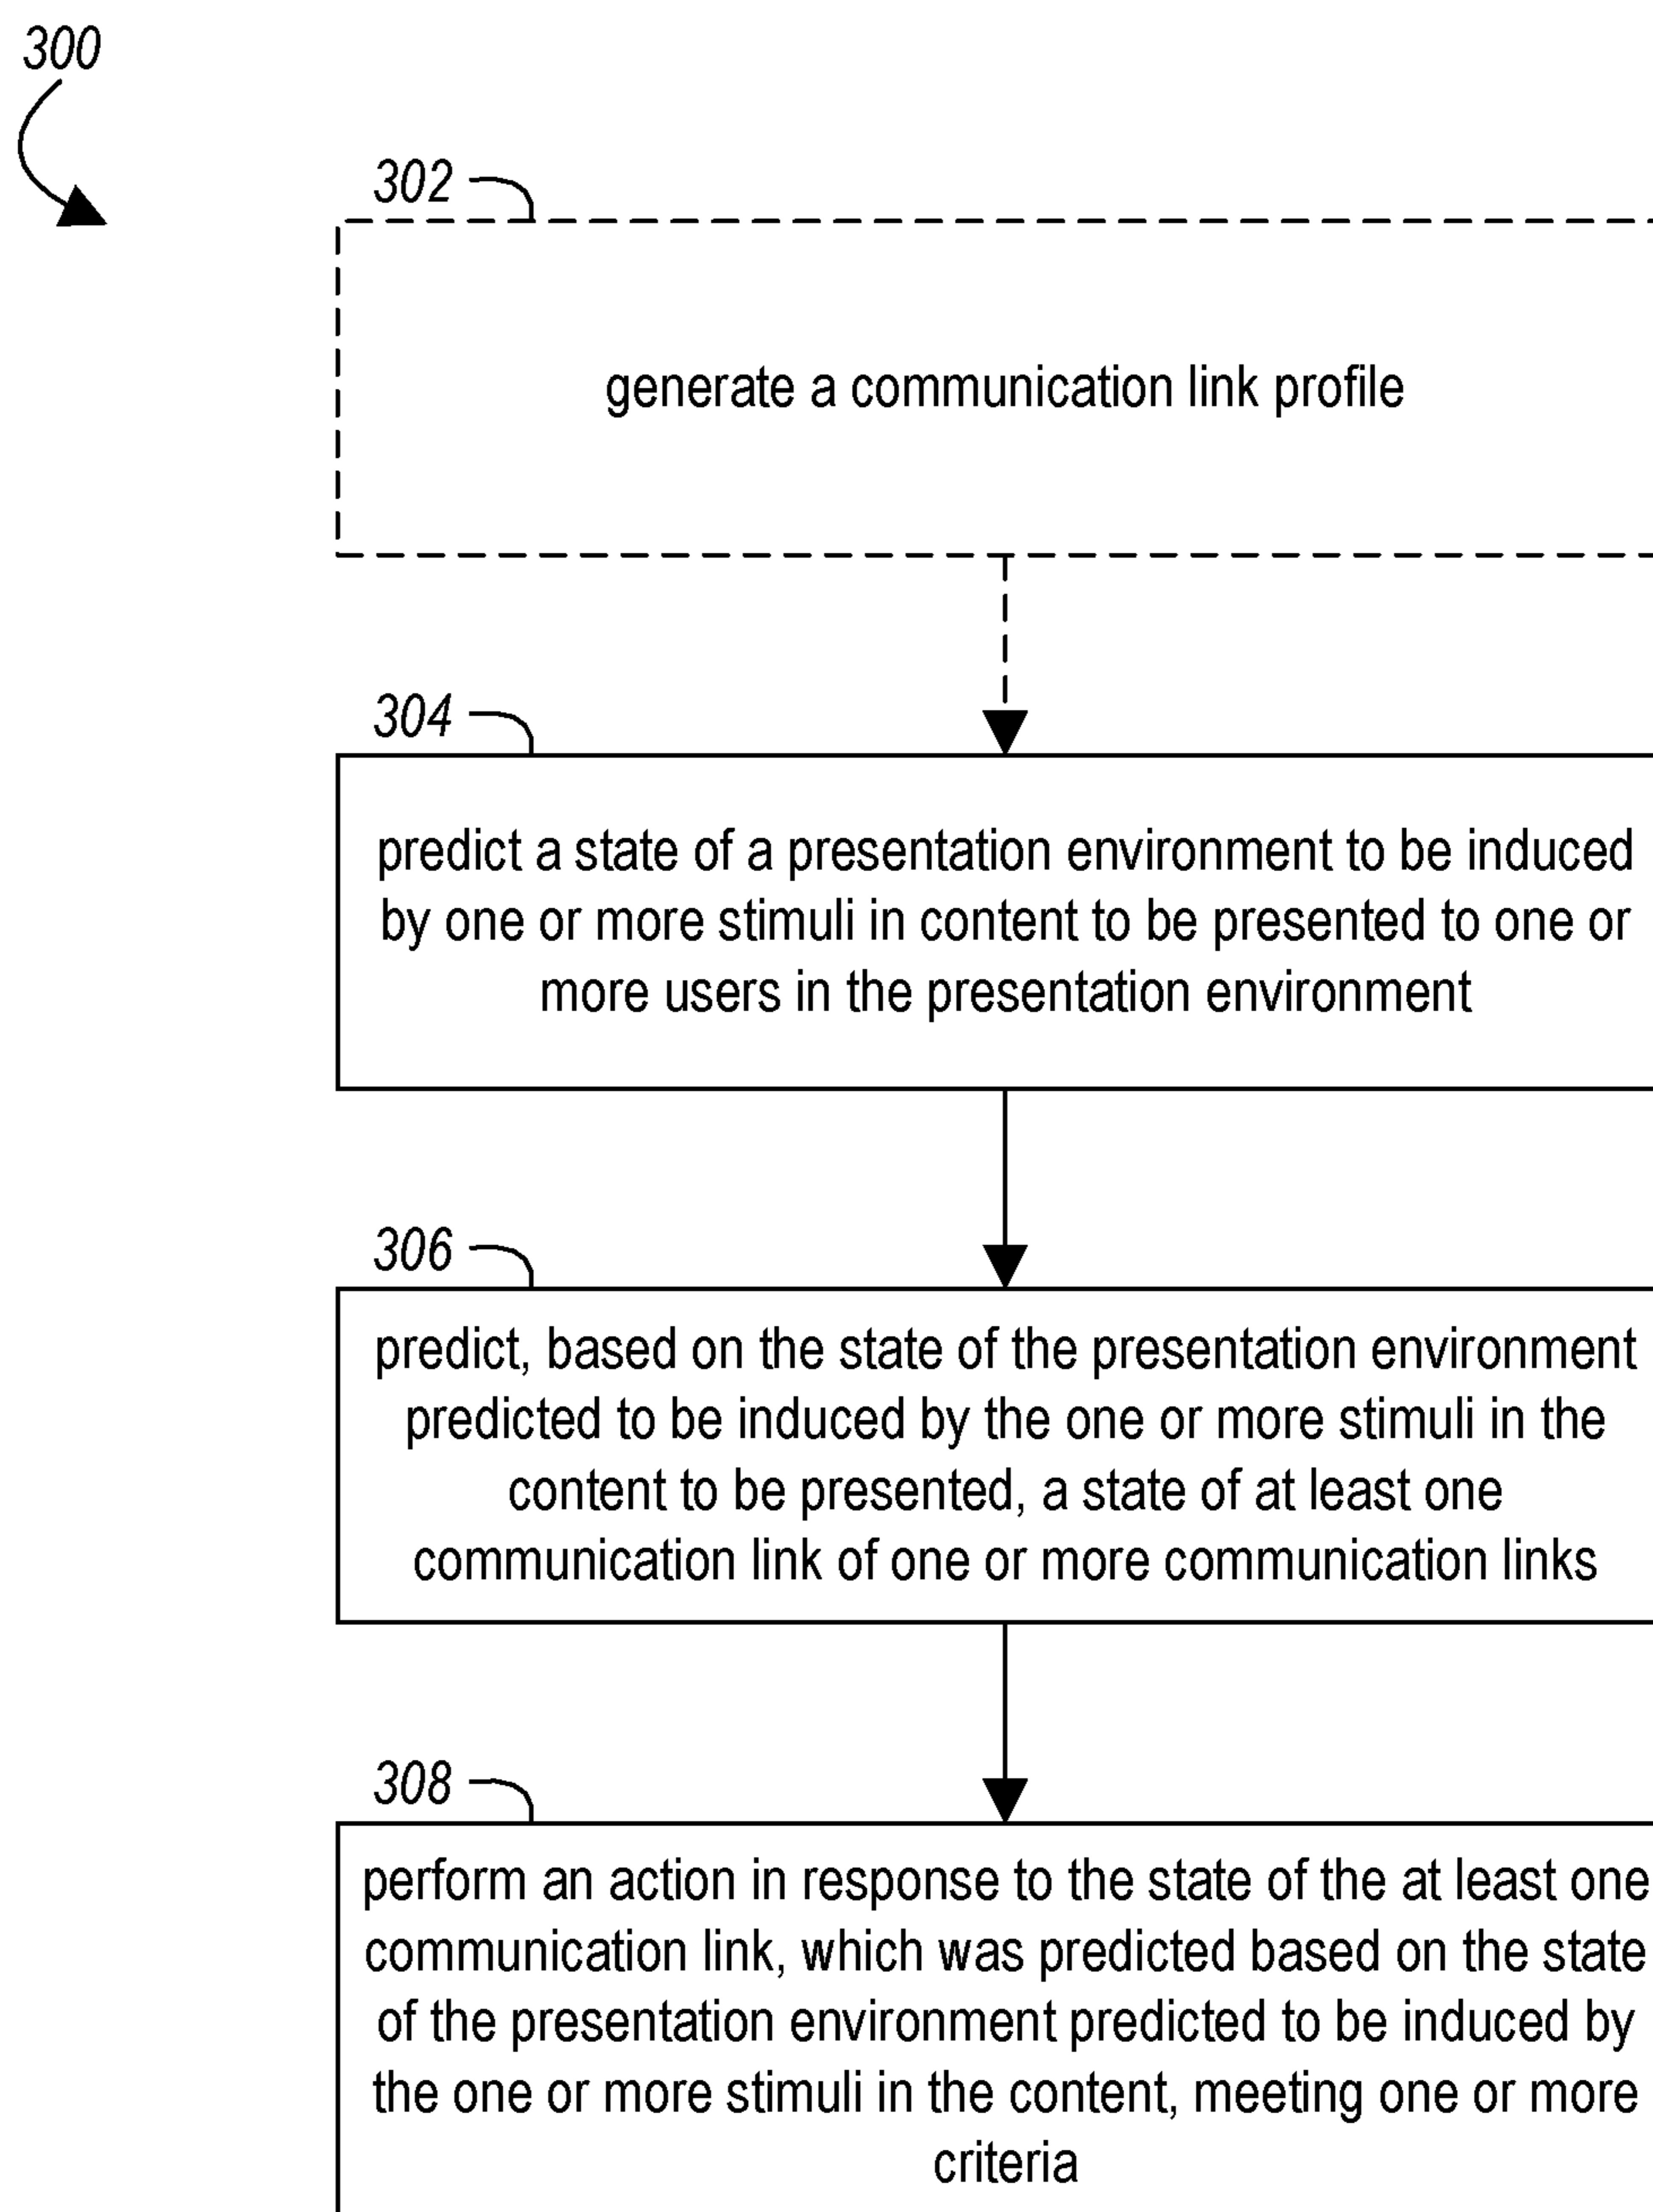 300
302
generate a communication link profile
304
predict a state of a presentation environment to be induced
by one or more stimuli in content to be presented to one or
more users in the presentation environment
306
predict, based on the state of the presentation environment
predicted to be induced by the one or more stimuli in the
content to be presented, a state of at least one
communication link of one or more communication links
308
perform an action in response to the state of the at least one
communication link, which was predicted based on the state
of the presentation environment predicted to be induced by
the one or more stimuli in the content, meeting one or more
criteria